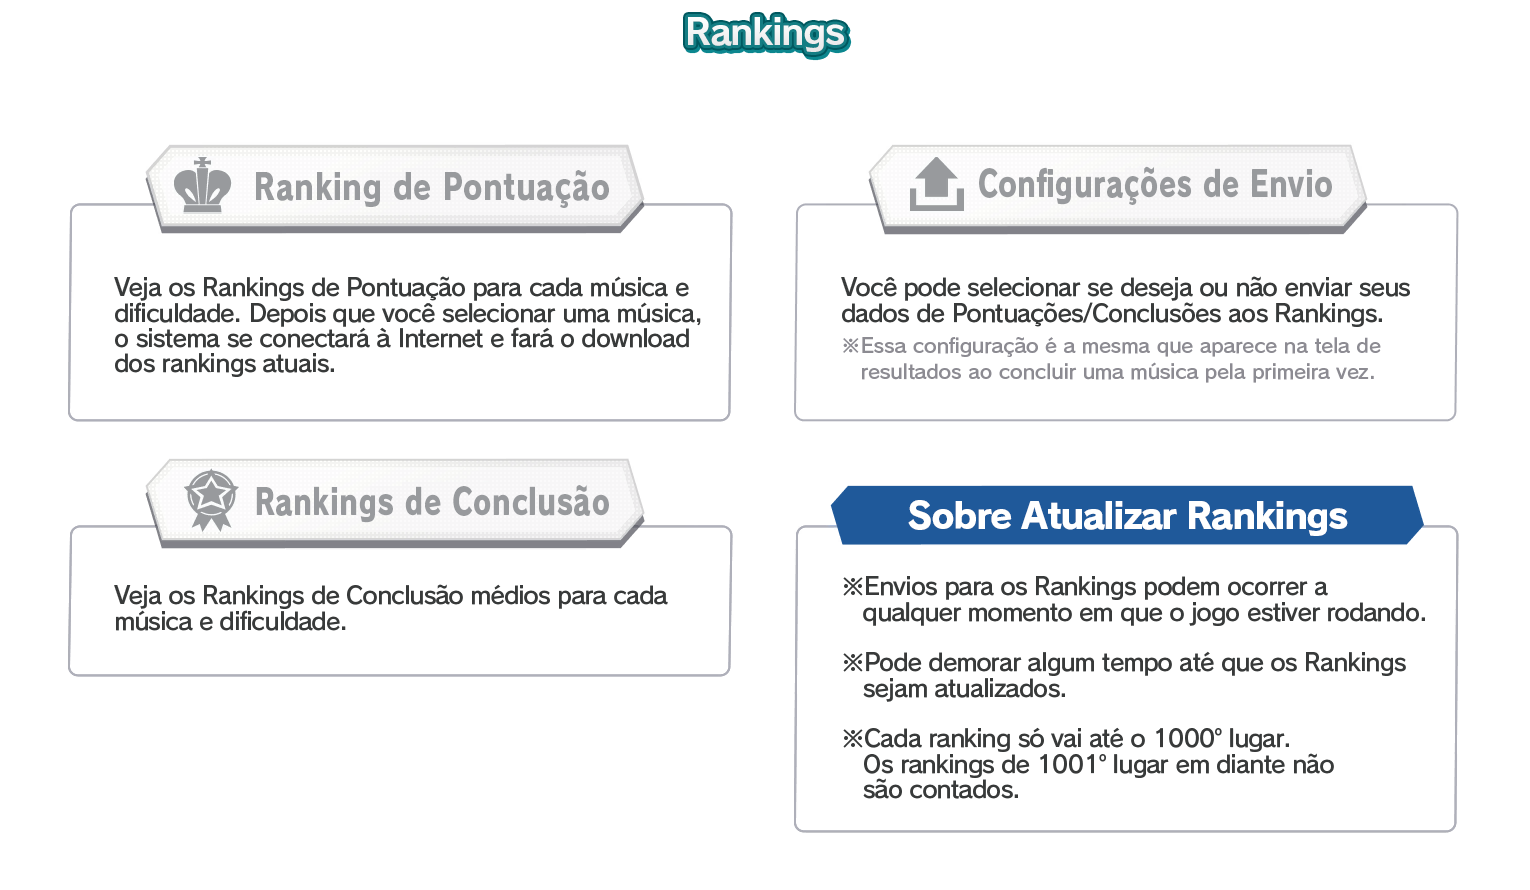 Rankings
Ranking de Pontuação
Veja os Rankings de Pontuação para cada música e
dificuldade. Depois que você selecionar uma música,
o sistema se conectará à Internet e fará o download
dos rankings atuais.
Configurações de Envio
Você pode selecionar se deseja ou não enviar seus
dados de Pontuações/Conclusões aos Rankings.
※Essa configuração é a mesma que aparece na tela de
resultados ao concluir uma música pela primeira vez.
Rankings de Conclusão
Veja os Rankings de Conclusão médios para cada
música e dificuldade.
Sobre Atualizar Rankings
※Envios para os Rankings podem ocorrer a
qualquer momento em que o jogo estiver rodando.
※Pode demorar algum tempo até que os Rankings
sejam atualizados.
※Cada ranking só vai até o 1000° lugar.
Os rankings de 1001° lugar em diante não
são contados.